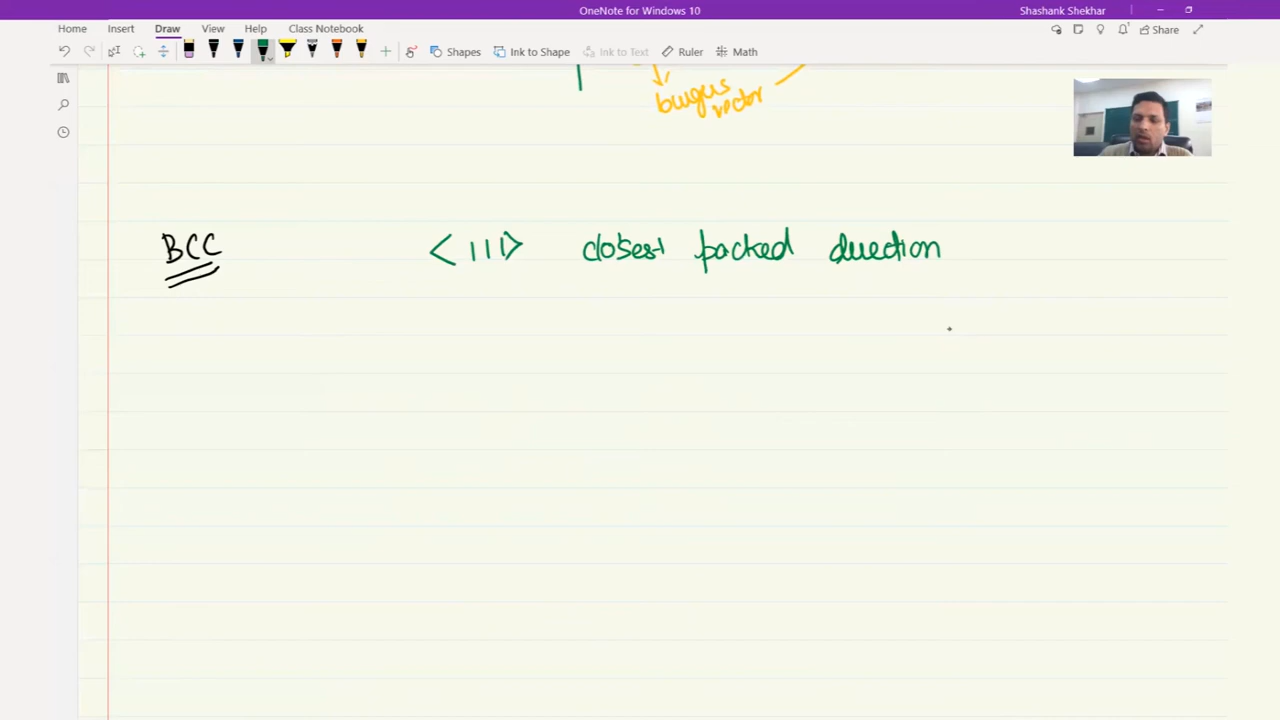 OneNote for Windows 10
Shashank Shekhar
Home Insert Draw View Help Class Notebook
Share
Shapes Ink to Shape Ink to Text Ruler Math
burgers
vector
BCC <111> closest packed direction